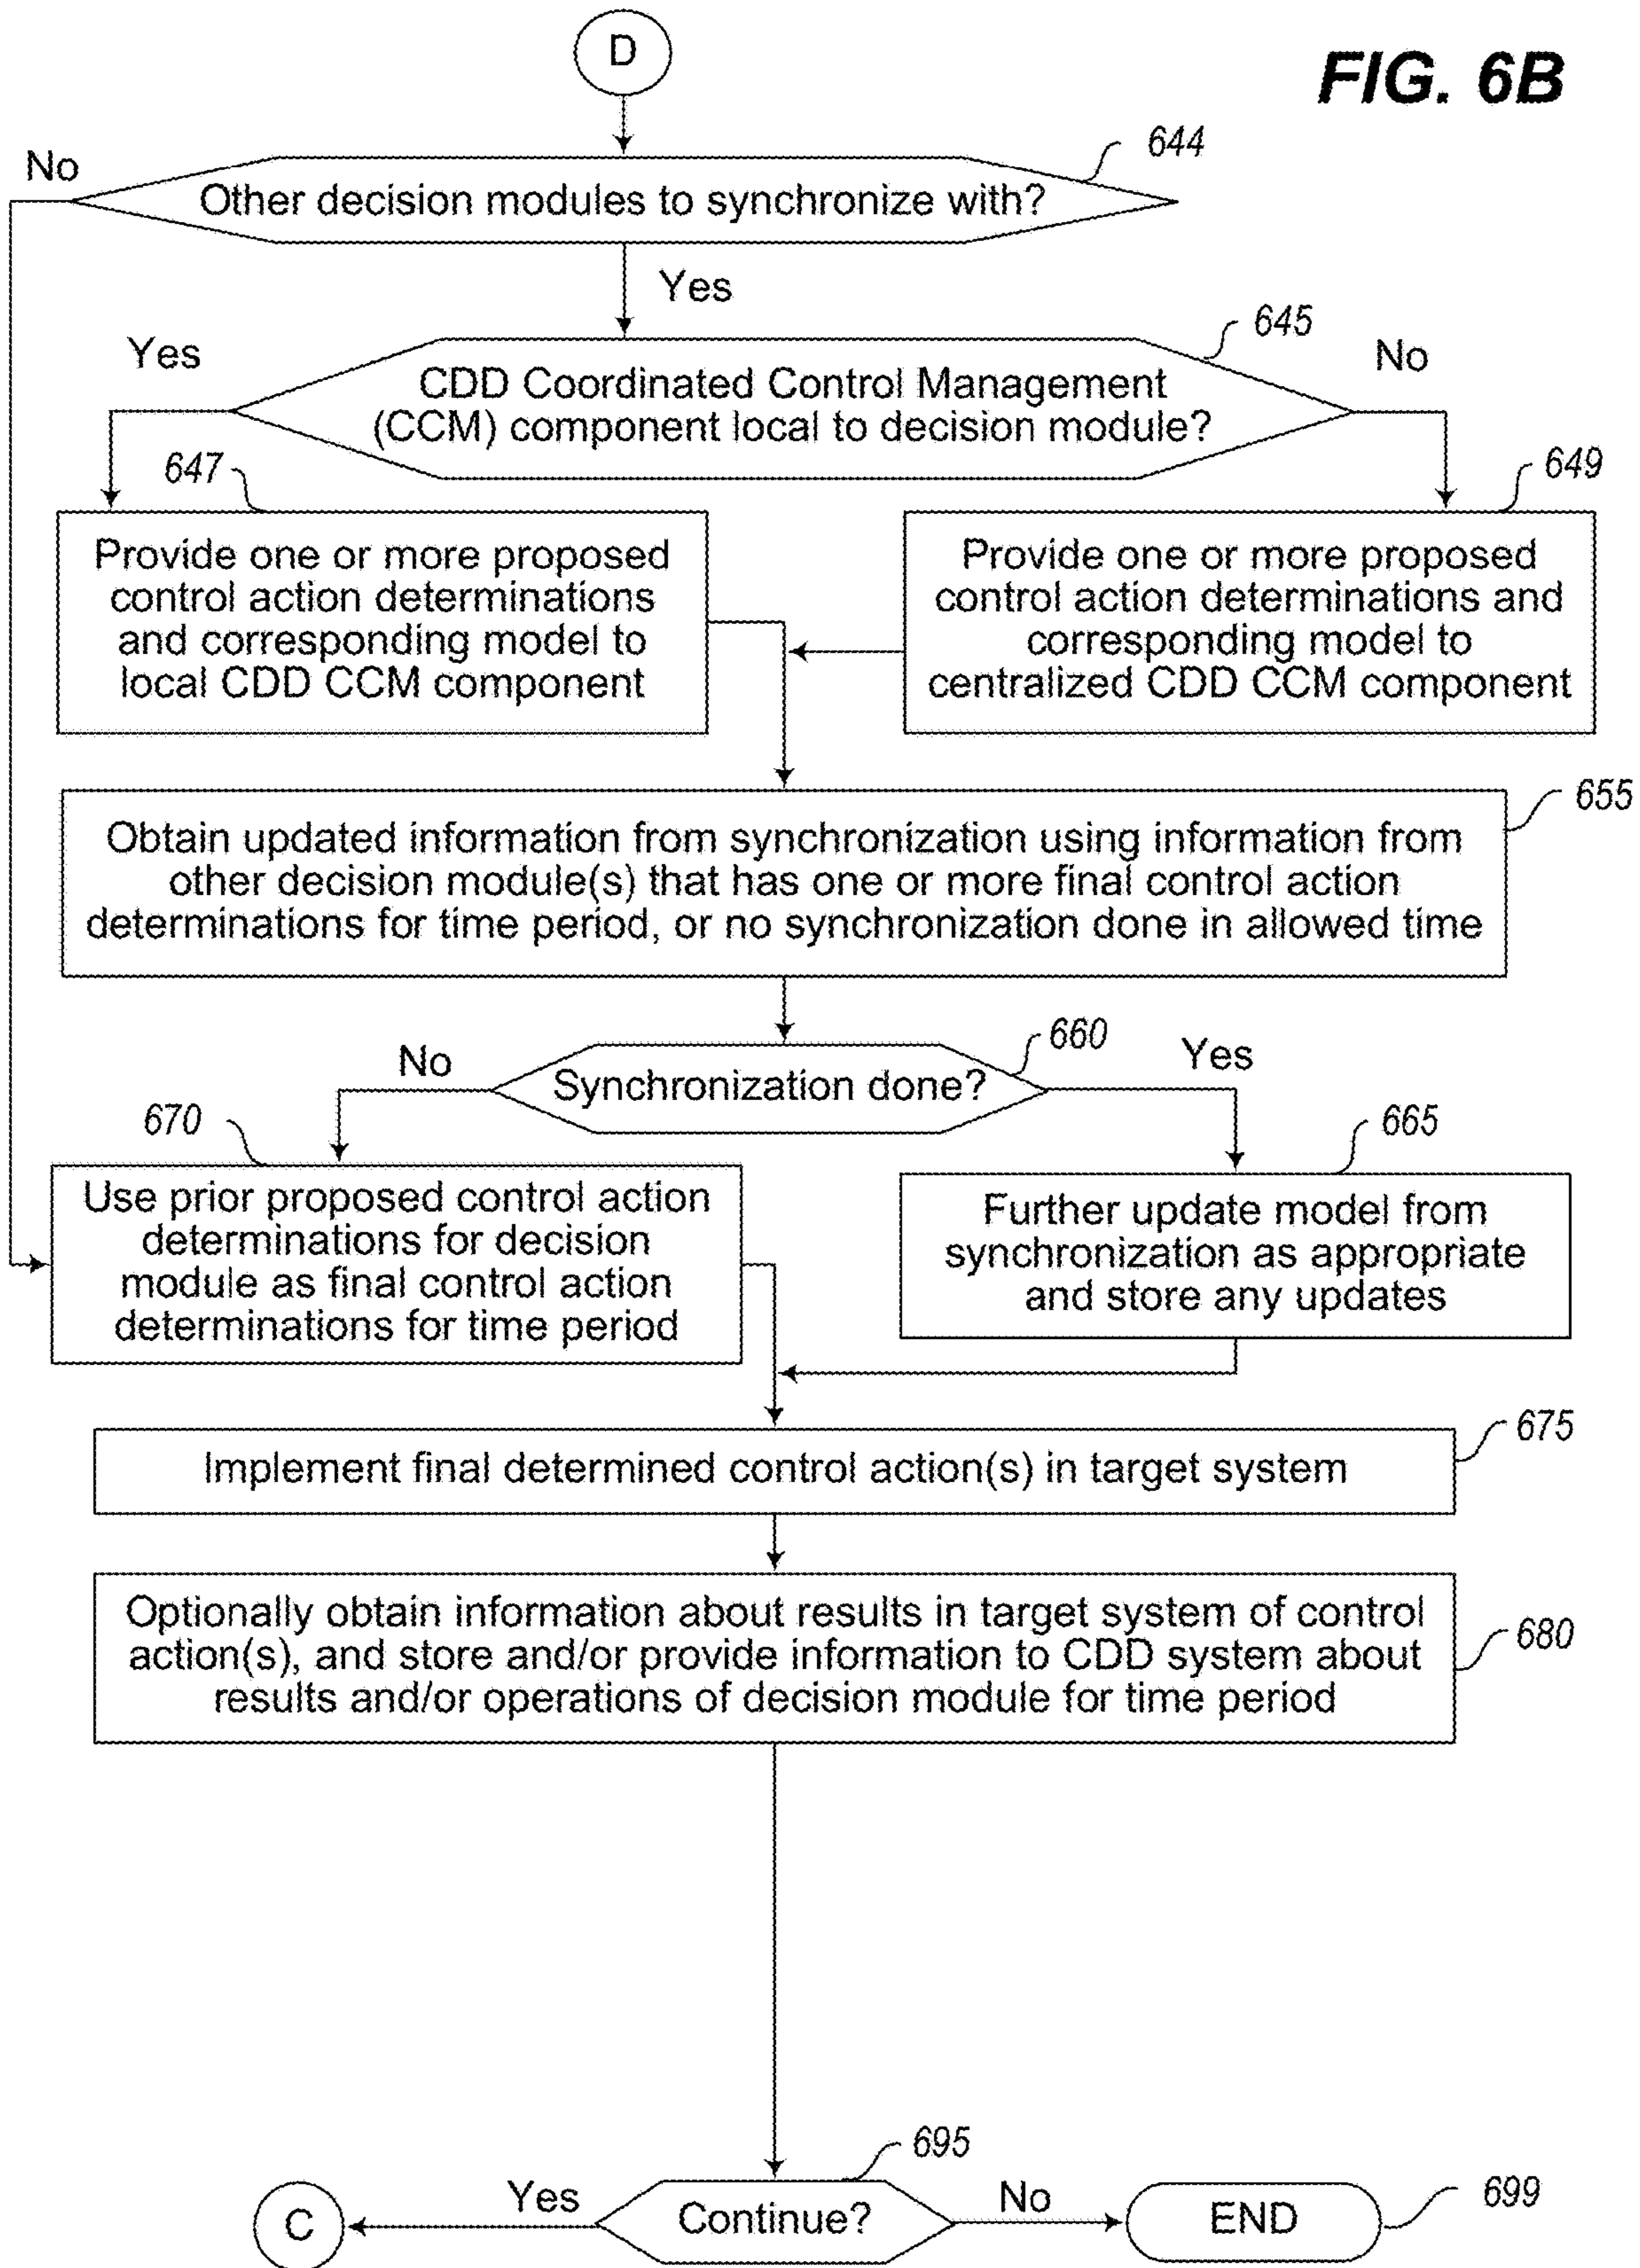 D
FIG. 6B
644
No
Other decision modules to synchronize with?
Yes
645
Yes
No
CDD Coordinated Control Management
(CCM) component local to decision module?
647
649
Provide one or more proposed
control action determinations
and corresponding model to
local CDD CCM component
Provide one or more proposed
control action determinations and
corresponding model to
centralized CDD CCM component
655
Obtain updated information from synchronization using information from
other decision module(s) that has one or more final control action
determinations for time period, or no synchronization done in allowed time
660
No
Yes
Synchronization done?
670
665
Use prior proposed control action
determinations for decision
module as final control action
determinations for time period
Further update model from
synchronization as appropriate
and store any updates
675
Implement final determined control action(s) in target system
Optionally obtain information about results in target system of control
action(s), and store and/or provide information to CDD system about
results and/or operations of decision module for time period
680
695
Yes
No
699
C
Continue?
END